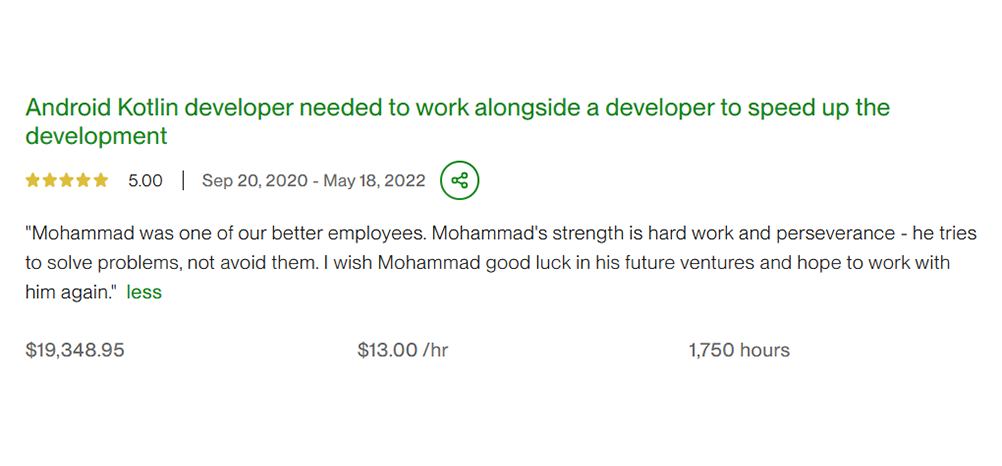 Android Kotlin developer needed to work alongside a developer to speed up the
development
5.00 | Sep 20, 2020 - May 18, 2022
"Mohammad was one of our better employees. Mohammad's strength is hard work and perseverance - he tries
to solve problems, not avoid them. I wish Mohammad good luck in his future ventures and hope to work with
him again." less
$19,348.95 $13.00 /hr 1,750 hours